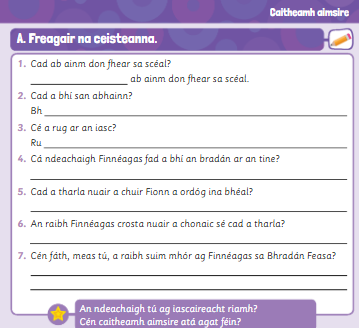 Caitheamh aimsire
A. Freagair na ceisteanna.
1. Cad ab ainm don fhear sa scéal?
____________________ ab ainm don fhear sa scéal.
2. Cad a bhí san abhainn?
Bh
3. Cé a rug ar an iasc?
Ru
4. Cá ndeachaigh Finnéagas fad a bhí an bradán ar an tine?
5. Cad a tharla nuair a chuir Fionn a ordóg ina bhéal?
6. An raibh Finnéagas crosta nuair a chonaic sé cad a tharla?
7. Cén fáth, meas tú, a raibh suim mhór ag Finnéagas sa Bhradán Feasa?
An ndeachaigh tú ag iascaireacht riamh?
Cén caitheamh aimsire atá agat féin?